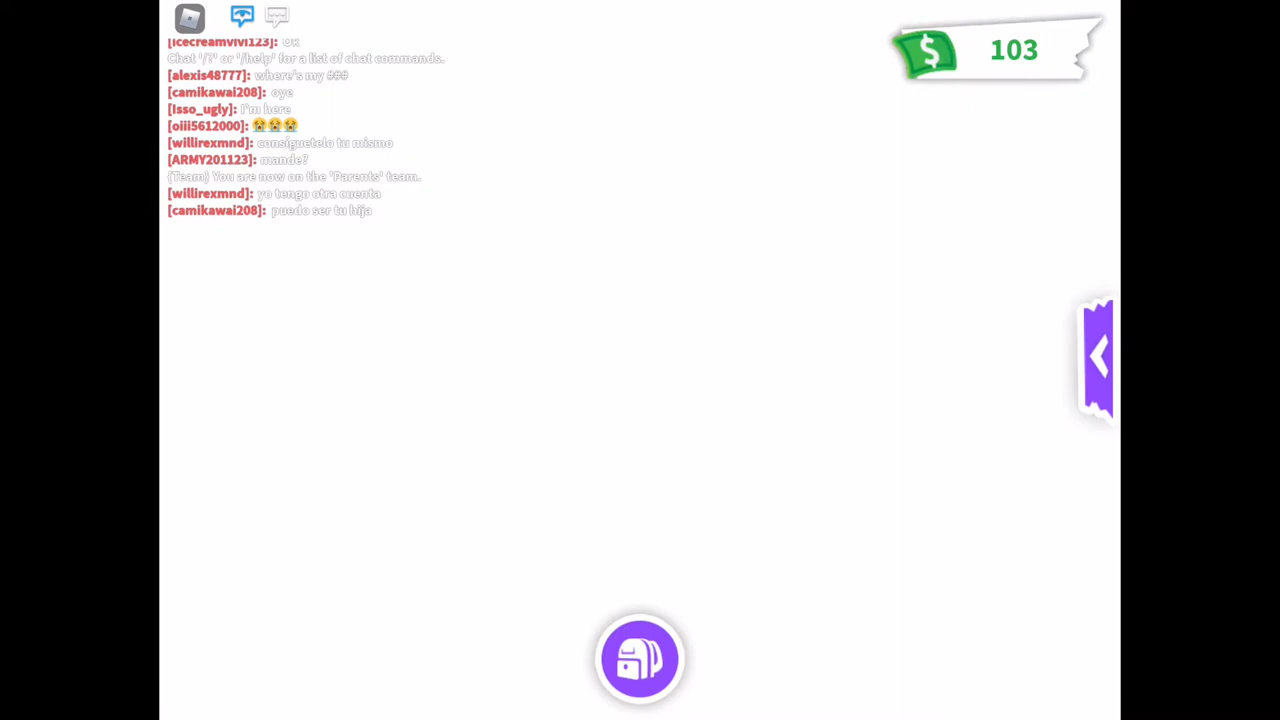 [icecreamvivi123]: Ok
Chat '/?' or '/help' for a list of chat commands.
[alexis48777]: where's my ###
[camikawai208]: oye
[Isso_ugly]: I'm here
[oiii5612000]: 😭😭😭
[willirexmnd]: consíguetelo tu mismo
[ARMY201123]: mande?
{Team} You are now on the 'Parents' team.
[willirexmnd]: yo tengo otra cuenta
[camikawai208]: puedo ser tu hija
$ 103